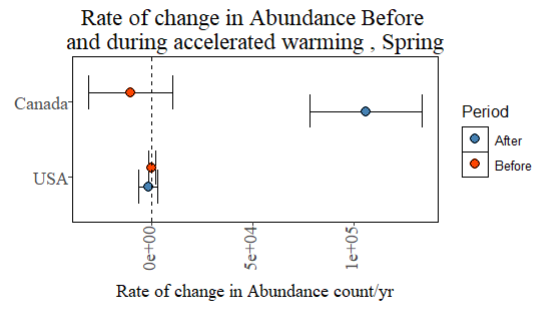 Rate of change in Abundance Before
and during accelerated warming , Spring
Canada
USA
0e+00
5e+04
1e+05
Rate of change in Abundance count/yr
Period
After
Before